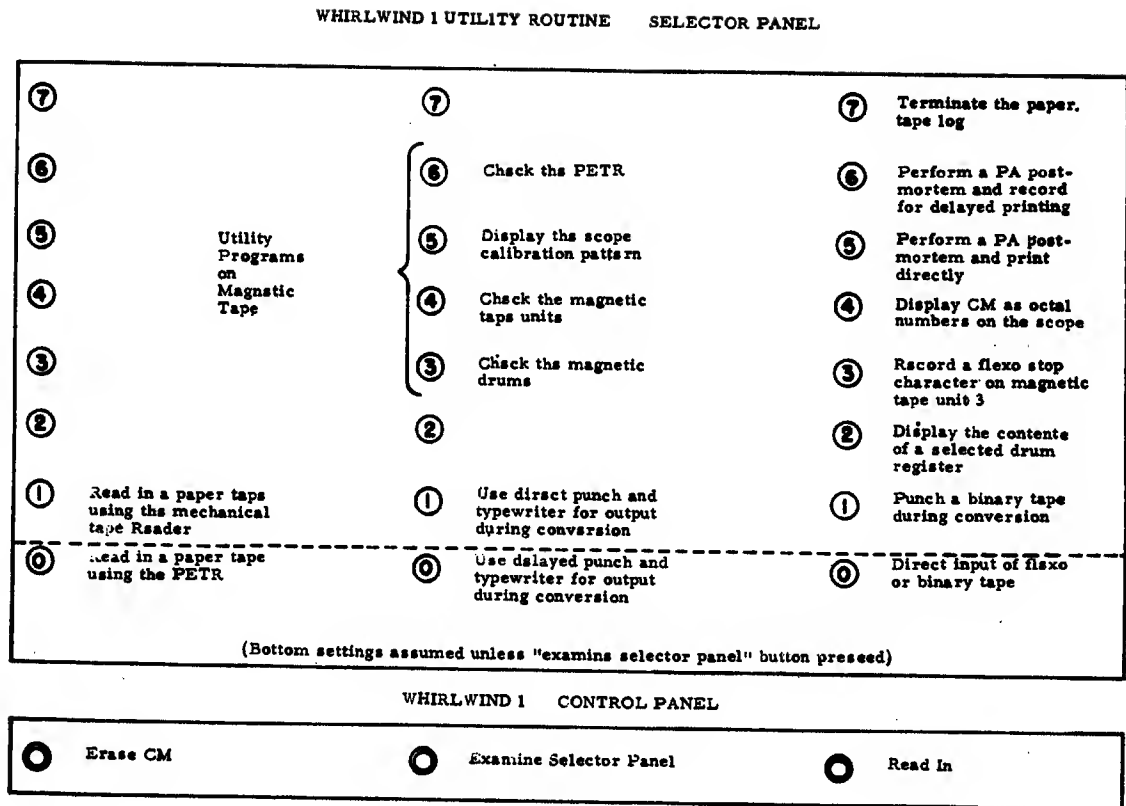 WHIRLWIND 1 UTILITY ROUTINE SELECTOR PANEL
7
6
5
4
3
2
Utility
Programs
on
Magnstic
Tape
1 Read in a paper taps
using ths mechanical
tape Rsader
0 Read in a paper tape
using the PETR
7
6 Chsck ths PETR
5 Display ths scope
calibration pattsrn
4 Chsck the magnetic
taps units
3 Chsck ths magnetic
drums
2
1 Use dirsct punch and
typewriter for output
during conversion
0 Use dslayed punch and
typewriter for output
during conversion
7 Terminate the paper.
tape log
6 Perform a PA post-
mortem and record
for delayed printing
5 Perform a PA post-
mortem and print
directly
4 Display CM as octal
numbers on the scope
3 Rscord a flexo stop
character on magnetic
tape unit 3
2 Display the contente
of a selected drum
register
1 Punch a binary tape
during conversion
0 Direct input of flsxo
or binary tape
(Bottom settings assumed unless "examins selector panel" button presesd)
WHIRLWIND 1 CONTROL PANEL
Erase CM
Examine Selector Panel
Read In